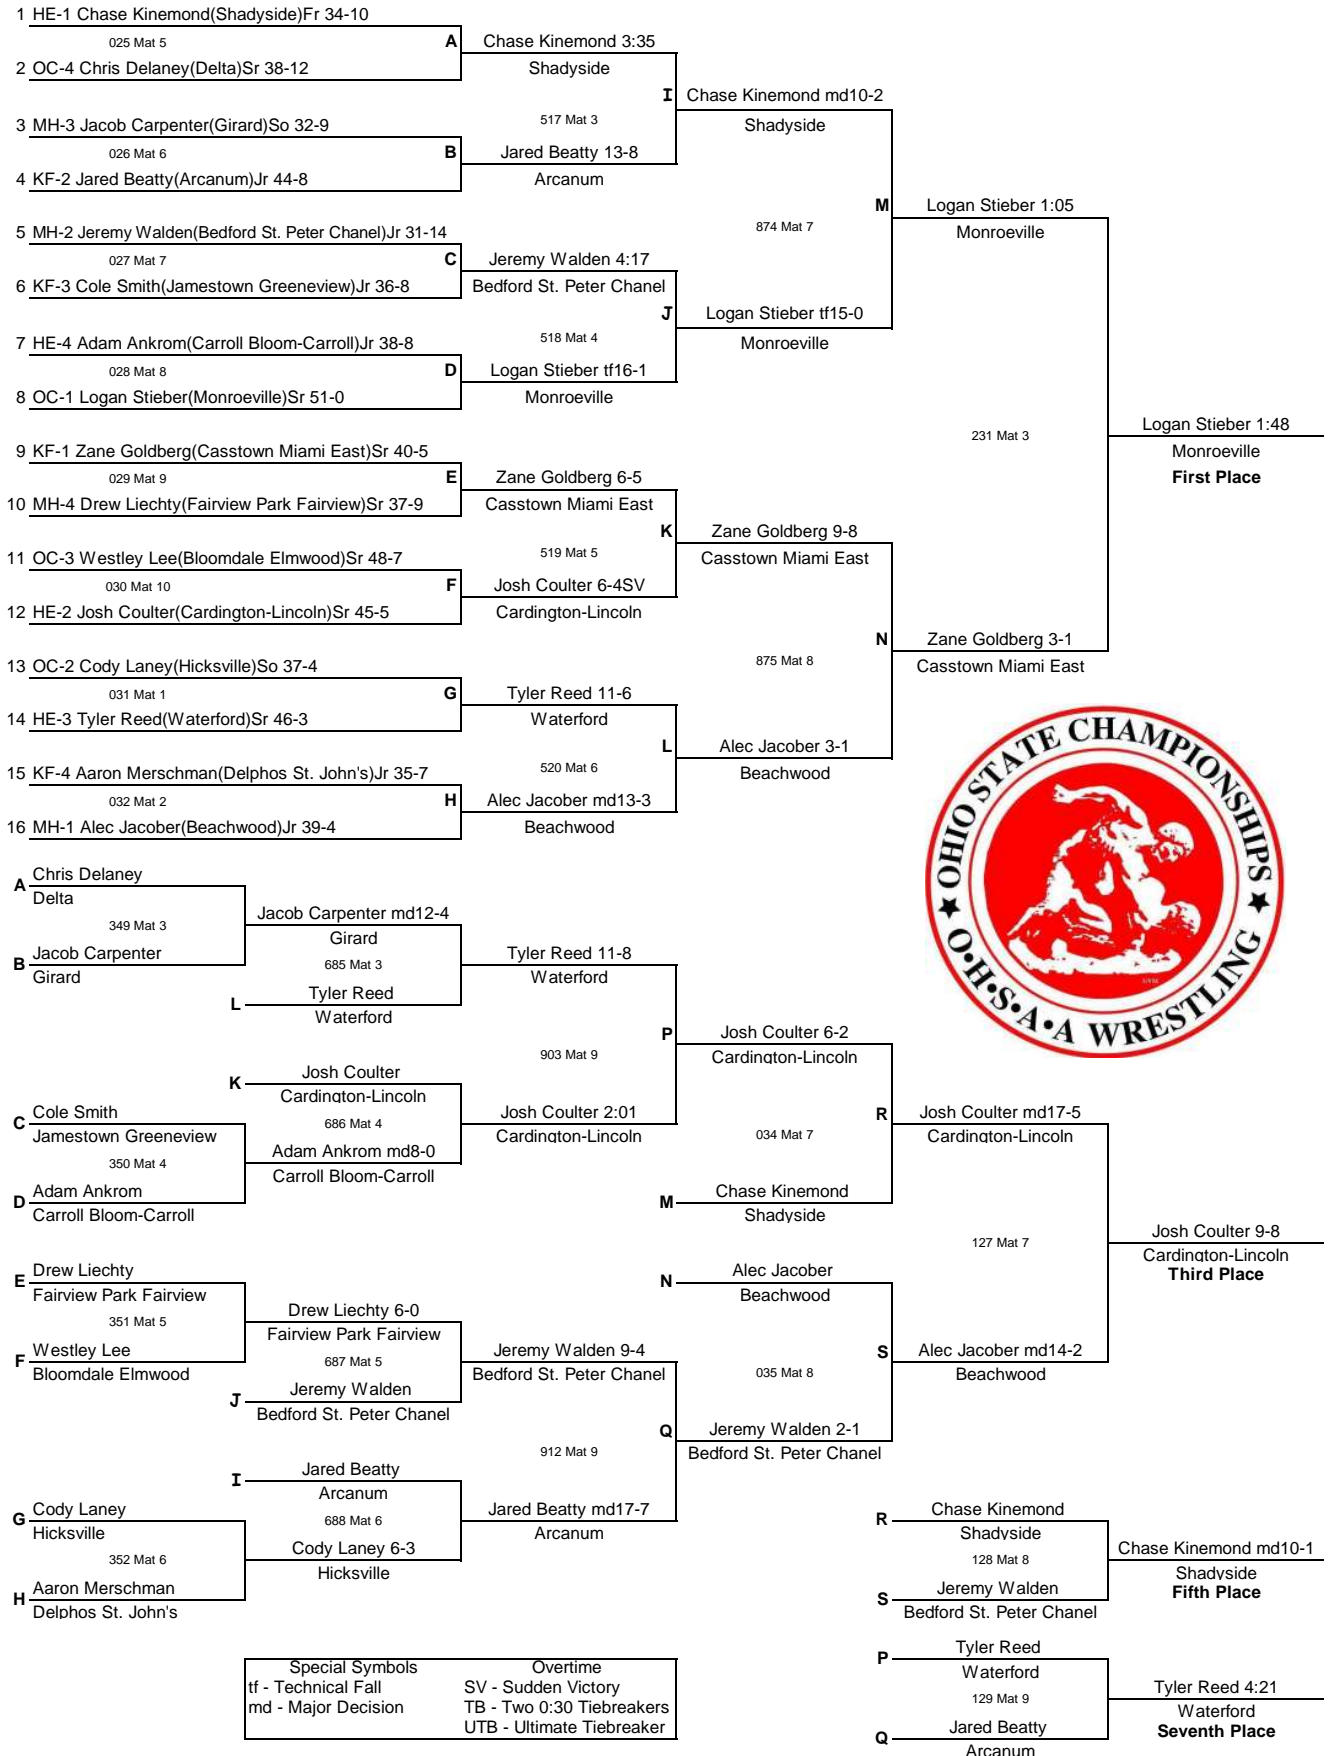 1 HE-1 Chase Kinemond(Shadyside)Fr 34-10
025 Mat 5
A
2 OC-4 Chris Delaney(Delta)Sr 38-12
Chase Kinemond 3:35
Shadyside
3 MH-3 Jacob Carpenter(Girard)So 32-9
026 Mat 6
B
4 KF-2 Jared Beatty(Arcanum)Jr 44-8
Jared Beatty 13-8
Arcanum
517 Mat 3
I
Chase Kinemond md10-2
Shadyside
5 MH-2 Jeremy Walden(Bedford St. Peter Chanel)Jr 31-14
027 Mat 7
C
6 KF-3 Cole Smith(Jamestown Greeneview)Jr 36-8
Jeremy Walden 4:17
Bedford St. Peter Chanel
7 HE-4 Adam Ankrom(Carroll Bloom-Carroll)Jr 38-8
028 Mat 8
D
8 OC-1 Logan Stieber(Monroeville)Sr 51-0
Logan Stieber tf16-1
Monroeville
518 Mat 4
J
Logan Stieber tf15-0
Monroeville
874 Mat 7
M
Logan Stieber 1:05
Monroeville
9 KF-1 Zane Goldberg(Casstown Miami East)Sr 40-5
029 Mat 9
E
10 MH-4 Drew Liechty(Fairview Park Fairview)Sr 37-9
Zane Goldberg 6-5
Casstown Miami East
11 OC-3 Westley Lee(Bloomdale Elmwood)Sr 48-7
030 Mat 10
F
12 HE-2 Josh Coulter(Cardington-Lincoln)Sr 45-5
Josh Coulter 6-4SV
Cardington-Lincoln
519 Mat 5
K
Zane Goldberg 9-8
Casstown Miami East
13 OC-2 Cody Laney(Hicksville)So 37-4
031 Mat 1
G
14 HE-3 Tyler Reed(Waterford)Sr 46-3
Tyler Reed 11-6
Waterford
15 KF-4 Aaron Merschman(Delphos St. John's)Jr 35-7
032 Mat 2
H
16 MH-1 Alec Jacober(Beachwood)Jr 39-4
Alec Jacober md13-3
Beachwood
520 Mat 6
L
Alec Jacober 3-1
Beachwood
875 Mat 8
N
Zane Goldberg 3-1
Casstown Miami East
231 Mat 3
Logan Stieber 1:48
Monroeville
First Place
OHIO STATE CHAMPIONSHIPS
O•H•S•A•A WRESTLING
A Chris Delaney
Delta
349 Mat 3
B Jacob Carpenter
Girard
Jacob Carpenter md12-4
Girard
685 Mat 3
L Tyler Reed
Waterford
Tyler Reed 11-8
Waterford
K Josh Coulter
Cardington-Lincoln
686 Mat 4
C Cole Smith
Jamestown Greeneview
350 Mat 4
D Adam Ankrom
Carroll Bloom-Carroll
Adam Ankrom md8-0
Carroll Bloom-Carroll
Josh Coulter 2:01
Cardington-Lincoln
903 Mat 9
P
Josh Coulter 6-2
Cardington-Lincoln
034 Mat 7
M Chase Kinemond
Shadyside
R
Josh Coulter md17-5
Cardington-Lincoln
E Drew Liechty
Fairview Park Fairview
351 Mat 5
F Westley Lee
Bloomdale Elmwood
Drew Liechty 6-0
Fairview Park Fairview
687 Mat 5
J Jeremy Walden
Bedford St. Peter Chanel
Jeremy Walden 9-4
Bedford St. Peter Chanel
I Jared Beatty
Arcanum
688 Mat 6
G Cody Laney
Hicksville
352 Mat 6
H Aaron Merschman
Delphos St. John's
Cody Laney 6-3
Hicksville
Jared Beatty md17-7
Arcanum
912 Mat 9
Q
Jeremy Walden 2-1
Bedford St. Peter Chanel
N Alec Jacober
Beachwood
035 Mat 8
S
Alec Jacober md14-2
Beachwood
127 Mat 7
Josh Coulter 9-8
Cardington-Lincoln
Third Place
R Chase Kinemond
Shadyside
128 Mat 8
S Jeremy Walden
Bedford St. Peter Chanel
Chase Kinemond md10-1
Shadyside
Fifth Place
P Tyler Reed
Waterford
129 Mat 9
Q Jared Beatty
Arcanum
Tyler Reed 4:21
Waterford
Seventh Place
Special Symbols Overtime
tf - Technical Fall SV - Sudden Victory
md - Major Decision TB - Two 0:30 Tiebreakers
UTB - Ultimate Tiebreaker